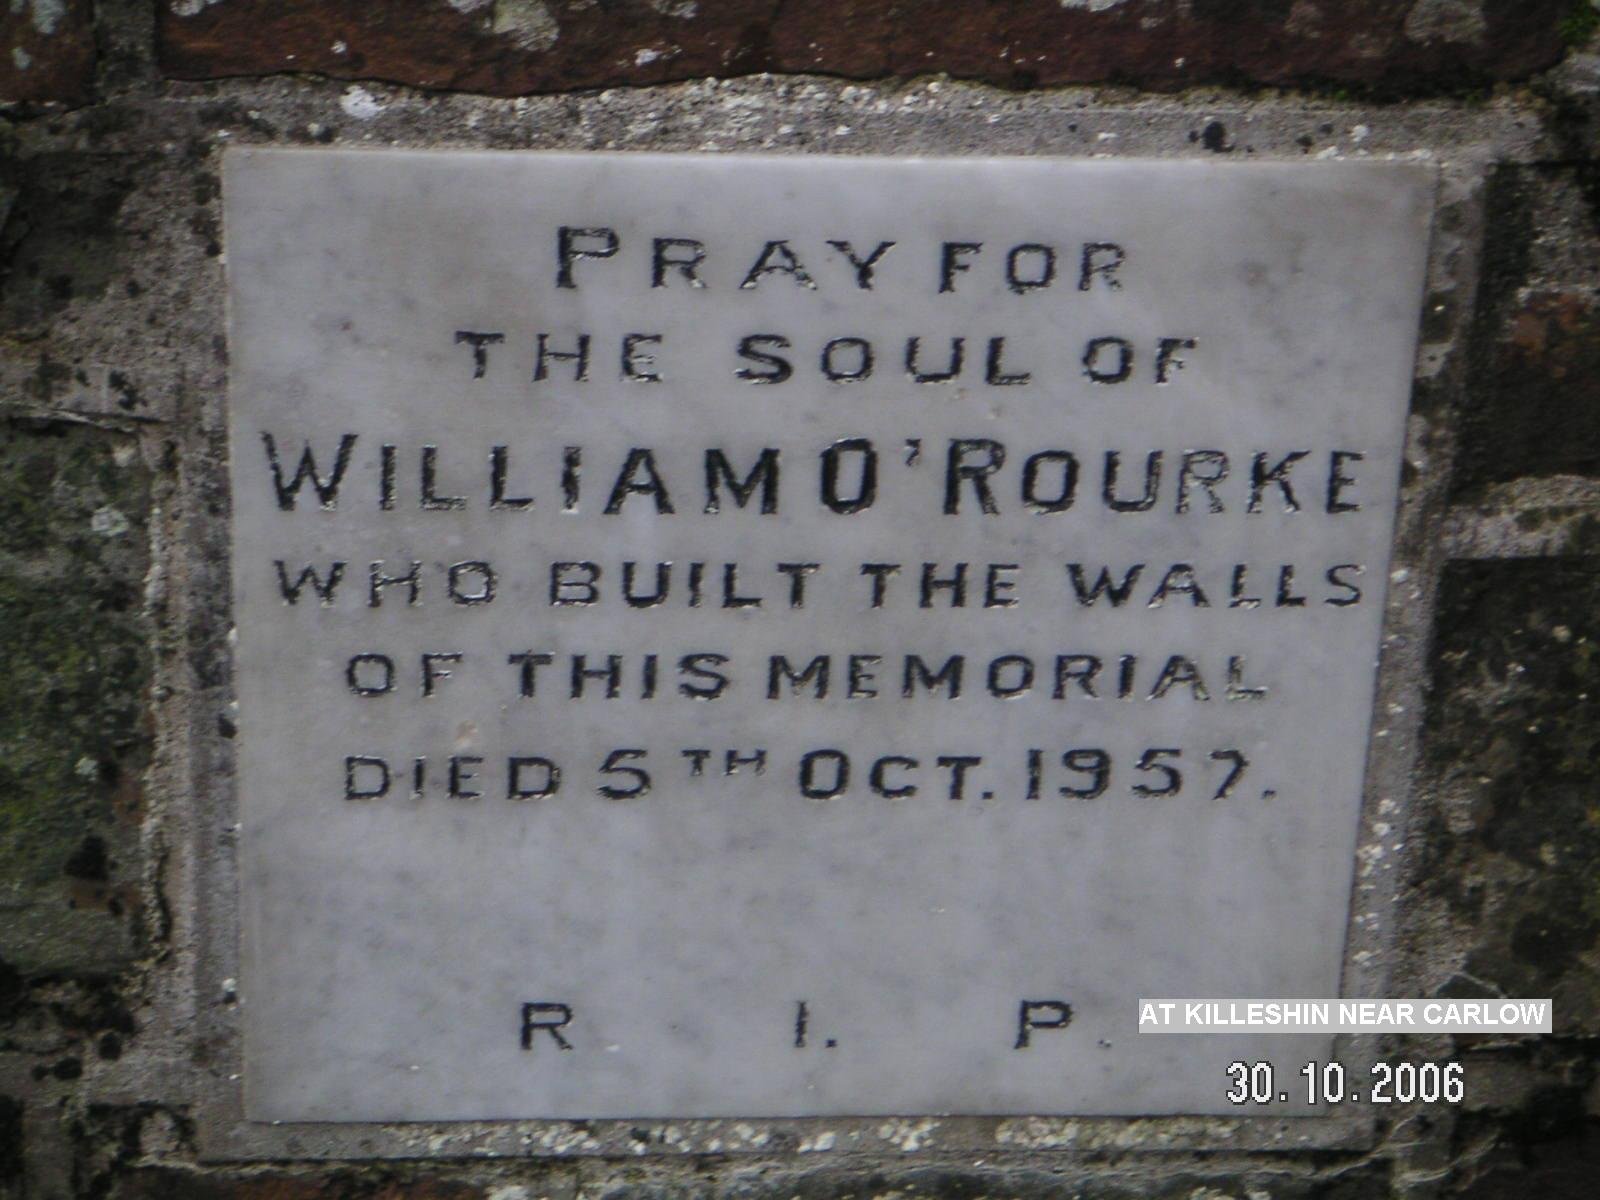 PRAY FOR
THE SOUL OF
WILLIAM O'ROURKE
WHO BUILT THE WALLS
OF THIS MEMORIAL
DIED 5TH OCT. 1957.
R I. P.
AT KILLESHIN NEAR CARLOW
30.10.2006